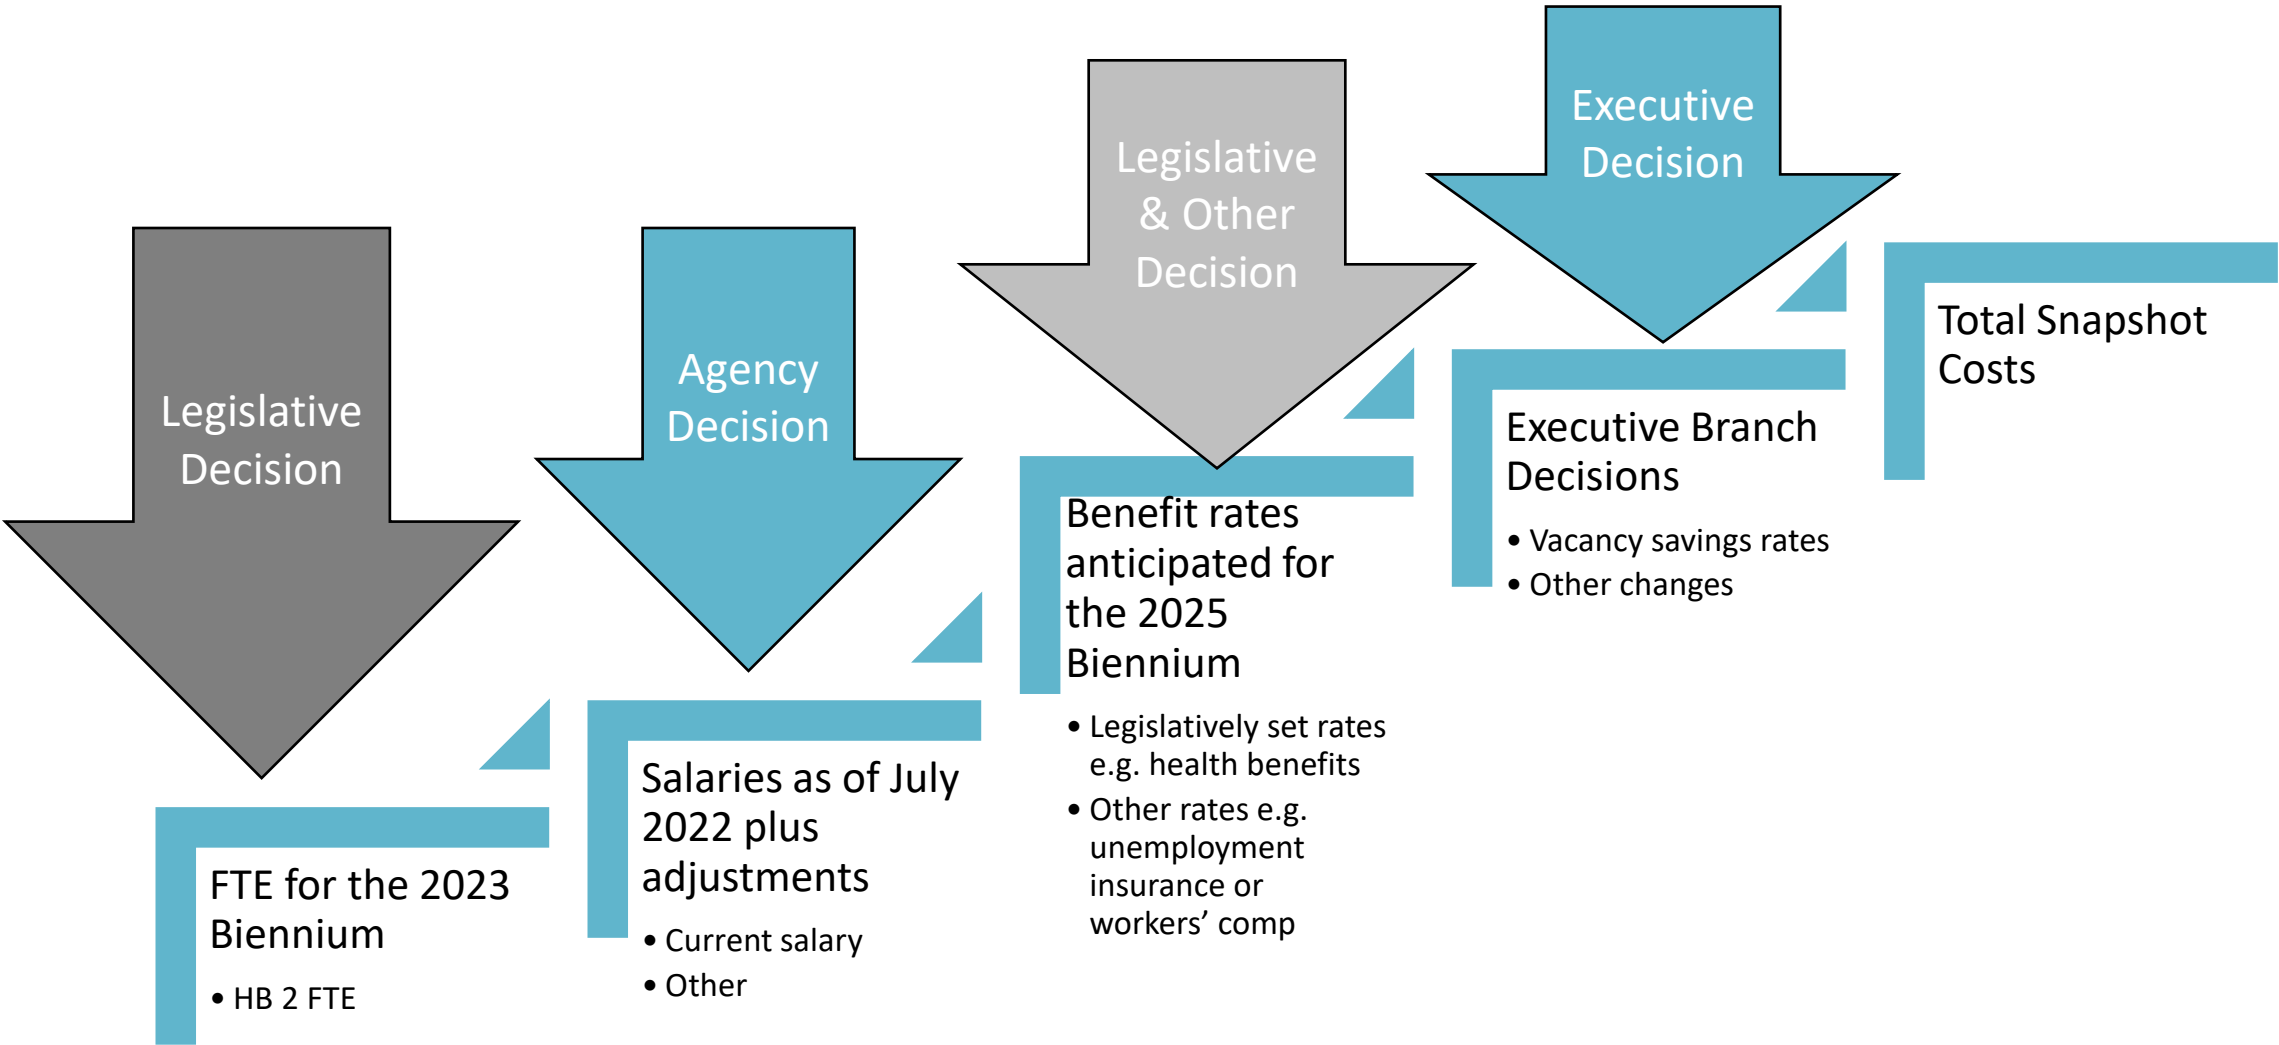 Legislative
Decision
FTE for the 2023
Biennium
• HB 2 FTE
Agency
Decision
Salaries as of July
2022 plus
adjustments
• Current salary
• Other
Legislative
& Other
Decision
Benefit rates
anticipated for
the 2025
Biennium
• Legislatively set rates
e.g. health benefits
• Other rates e.g.
unemployment
insurance or
workers’ comp
Executive
Decision
Executive Branch
Decisions
• Vacancy savings rates
• Other changes
Total Snapshot
Costs